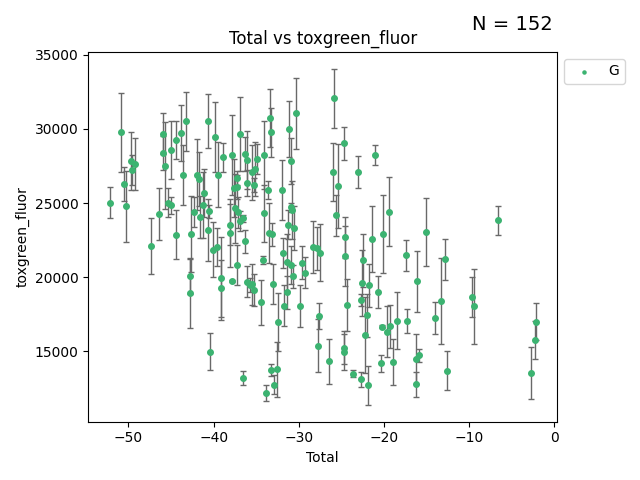 N = 152
Total vs toxgreen_fluor
G
toxgreen_fluor
35000
30000
25000
20000
15000
−50 −40 −30 −20 −10 0
Total